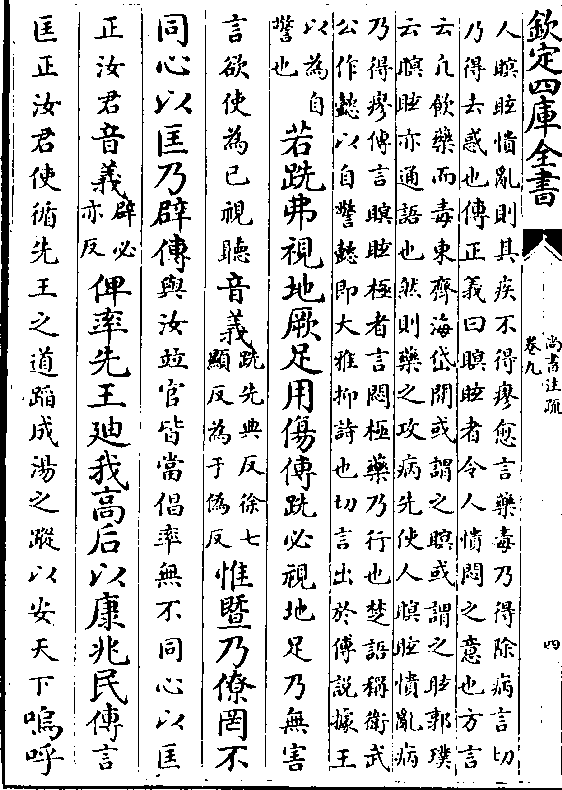 欽定四庫全書
尚書注疏
卷九
四
人瞑眩憒亂則其疾不得瘳愈言藥毒乃得除病言切
乃得去惑也傳正義曰瞑眩者令人憒悶之意也方言
云凡飲藥而毒東齊海岱間或謂之瞑或謂之眩郭璞
云瞑眩亦通語也然則藥之攻病先使人瞑眩憒亂病
乃得瘳傳言瞑眩極者言悶極藥乃行也楚語稱衛武
公作懿以自警懿即大雅抑詩也切言出於傅說據王
以為自
警也
若跣弗視地厥足用傷傳跣必視地足乃無害
言欲使為已視聽音義跣先典反徐七
顯反為于偽反
惟暨乃僚罔不
同心以匡乃辟傳與汝竝官皆當倡率無不同心以匡
正汝君音義辟必
亦反
俾率先王廸我高后以康兆民傳言
匡正汝君使循先王之道蹈成湯之蹤以安天下嗚呼